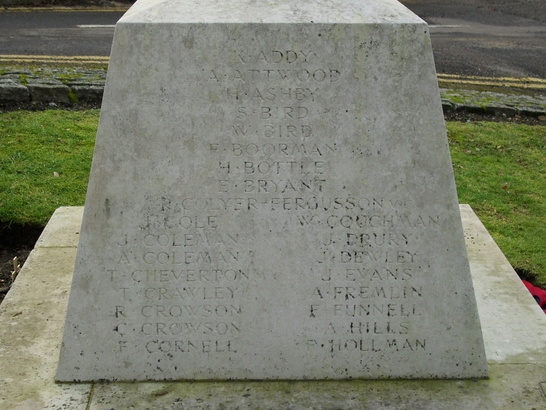 ADDY
A·ATTWOOD
H·ASHBY
S·BIRD
W·BIRD
F·BOORMAN
H·BOTTLE
E·BRYANT
R·COLYER-FERGUSSON VC
COLE W·COUCHMAN
J·COLEMAN J·DRURY
A·COLEMAN J·DEWLEY
T·CHEVERTON J·EVANS
T·CRAWLEY A·FREMLIN
R·CROWSON F·FUNNELL
C·CROWSON A·HILLS
F·CORNELL HOLLMAN